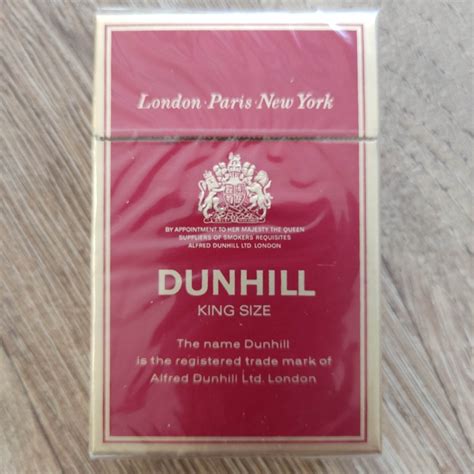 London·Paris·New York
BY APPOINTMENT TO HER MAJESTY THE QUEEN
SUPPLIERS OF SMOKERS REQUISITES
ALFRED DUNHILL LTD. LONDON
DUNHILL
KING SIZE
The name Dunhill
is the registered trade mark of
Alfred Dunhill Ltd. London